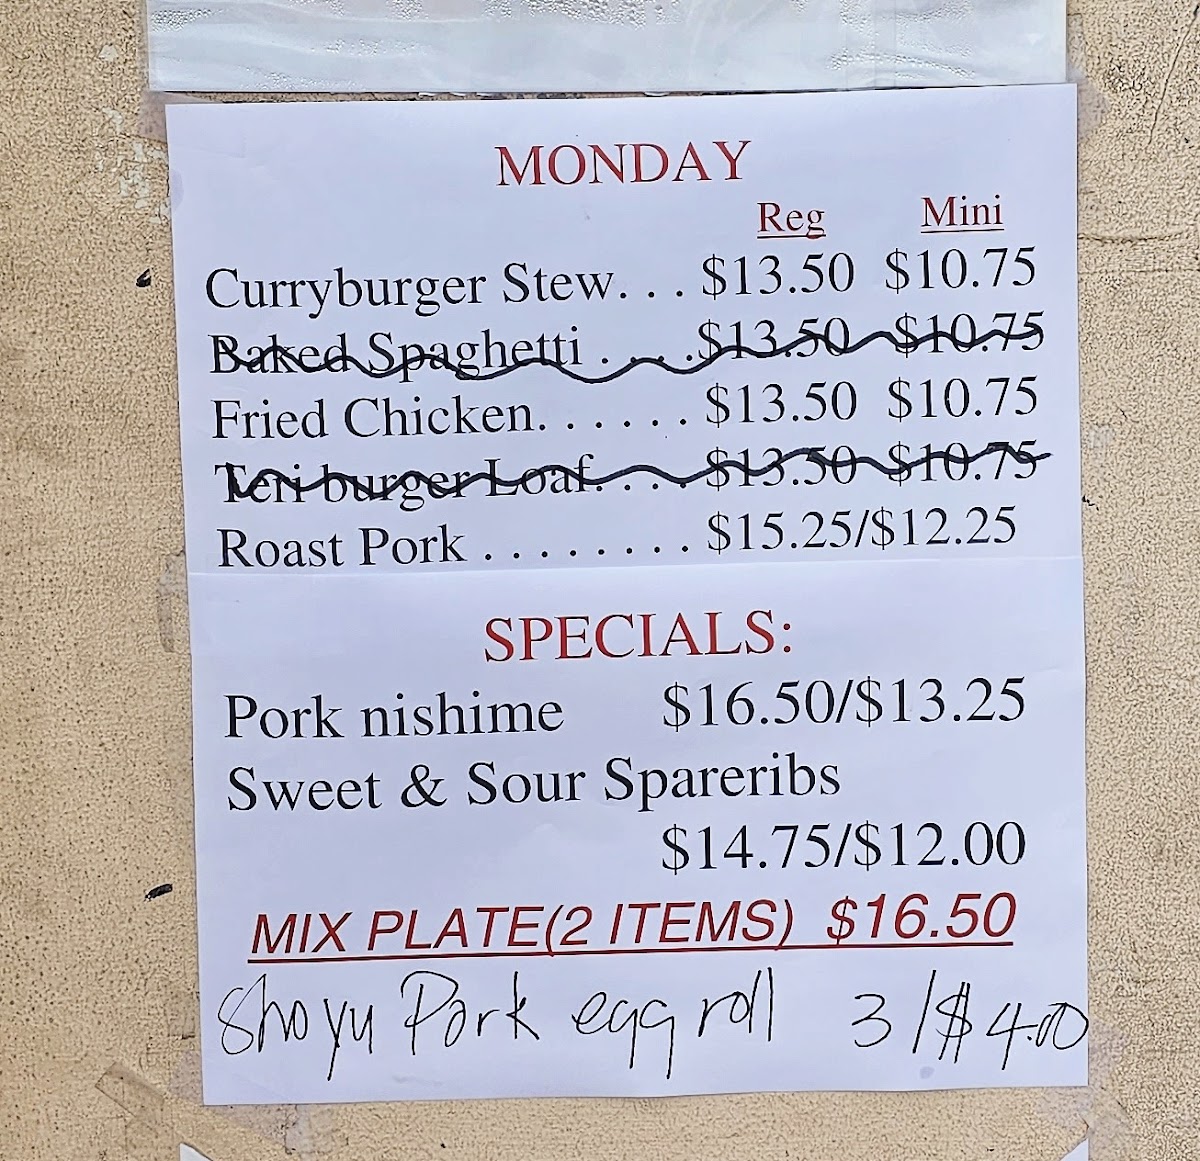 MONDAY
Reg Mini
Curryburger Stew. . . $13.50 $10.75
Baked Spaghetti . . . . $13.50 $10.75
Fried Chicken. . . . . . . $13.50 $10.75
Teri burger Loaf. . . . $13.50 $10.75
Roast Pork . . . . . . . . $15.25/$12.25
SPECIALS:
Pork nishime $16.50/$13.25
Sweet & Sour Spareribs
$14.75/$12.00
MIX PLATE(2 ITEMS) $16.50
Shoyu Pork egg roll 3/$4.00